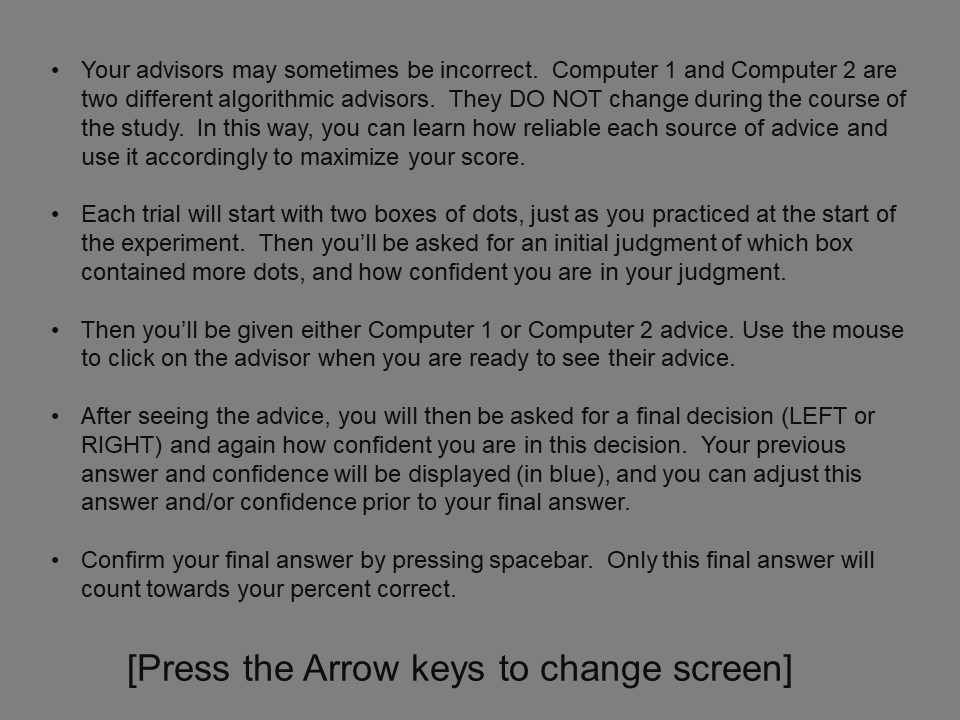 • Your advisors may sometimes be incorrect.  Computer 1 and Computer 2 are
two different algorithmic advisors.  They DO NOT change during the course of
the study.  In this way, you can learn how reliable each source of advice and
use it accordingly to maximize your score.
• Each trial will start with two boxes of dots, just as you practiced at the start of
the experiment.  Then you’ll be asked for an initial judgment of which box
contained more dots, and how confident you are in your judgment.
• Then you’ll be given either Computer 1 or Computer 2 advice. Use the mouse
to click on the advisor when you are ready to see their advice.
• After seeing the advice, you will then be asked for a final decision (LEFT or
RIGHT) and again how confident you are in this decision.  Your previous
answer and confidence will be displayed (in blue), and you can adjust this
answer and/or confidence prior to your final answer.
• Confirm your final answer by pressing spacebar.  Only this final answer will
count towards your percent correct.
[Press the Arrow keys to change screen]